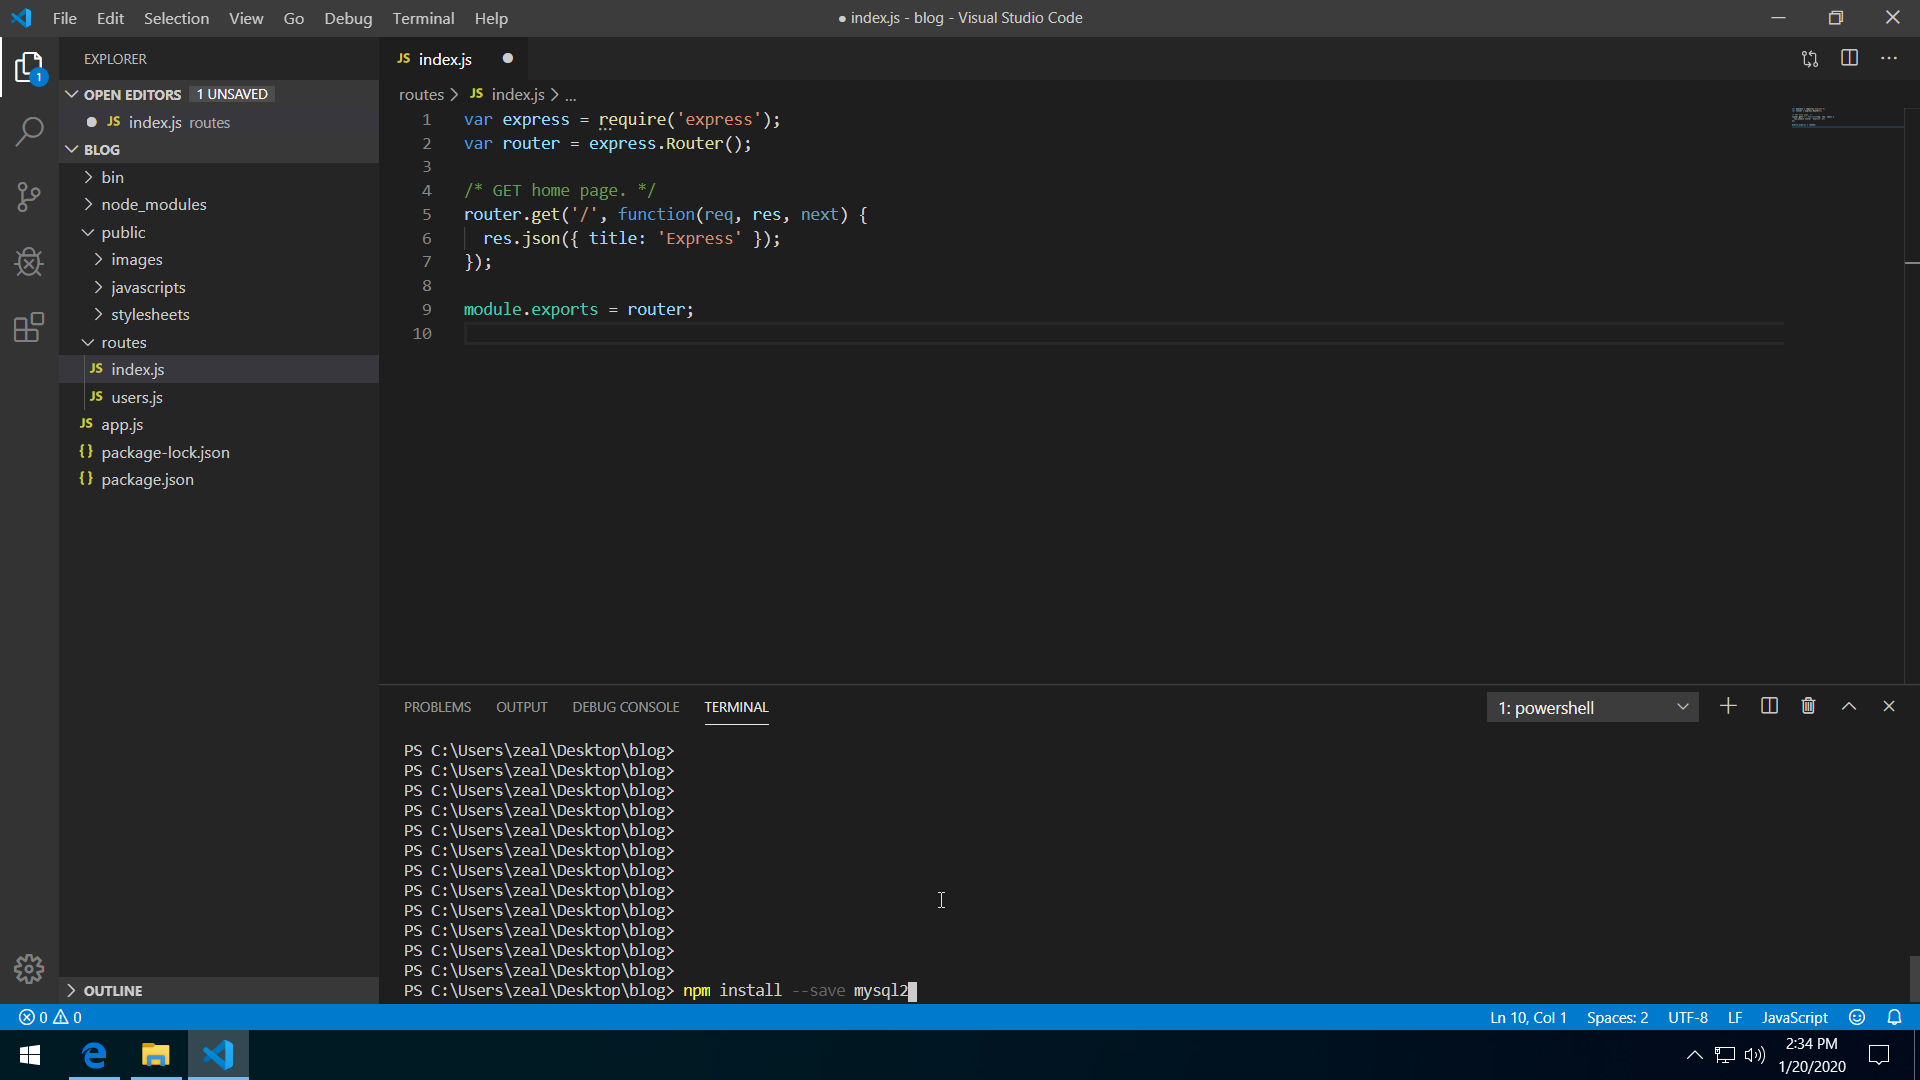 File Edit Selection View Go Debug Terminal Help
● index.js - blog - Visual Studio Code
EXPLORER
OPEN EDITORS 1 UNSAVED
● JS index.js routes
BLOG
bin
node_modules
public
images
javascripts
stylesheets
routes
JS index.js
JS users.js
JS app.js
{} package-lock.json
{} package.json
OUTLINE
1
JS index.js ●
routes > JS index.js > ...
1 var express = require('express');
2 var router = express.Router();
3
4 /* GET home page. */
5 router.get('/', function(req, res, next) {
6   res.json({ title: 'Express' });
7 });
8
9 module.exports = router;
10
PROBLEMS OUTPUT DEBUG CONSOLE TERMINAL
1: powershell
PS C:\Users\zeal\Desktop\blog>
PS C:\Users\zeal\Desktop\blog>
PS C:\Users\zeal\Desktop\blog>
PS C:\Users\zeal\Desktop\blog>
PS C:\Users\zeal\Desktop\blog>
PS C:\Users\zeal\Desktop\blog>
PS C:\Users\zeal\Desktop\blog>
PS C:\Users\zeal\Desktop\blog>
PS C:\Users\zeal\Desktop\blog>
PS C:\Users\zeal\Desktop\blog>
PS C:\Users\zeal\Desktop\blog>
PS C:\Users\zeal\Desktop\blog>
PS C:\Users\zeal\Desktop\blog> npm install --save mysql2
0 0
Ln 10, Col 1 Spaces: 2 UTF-8 LF JavaScript
2:34 PM
1/20/2020